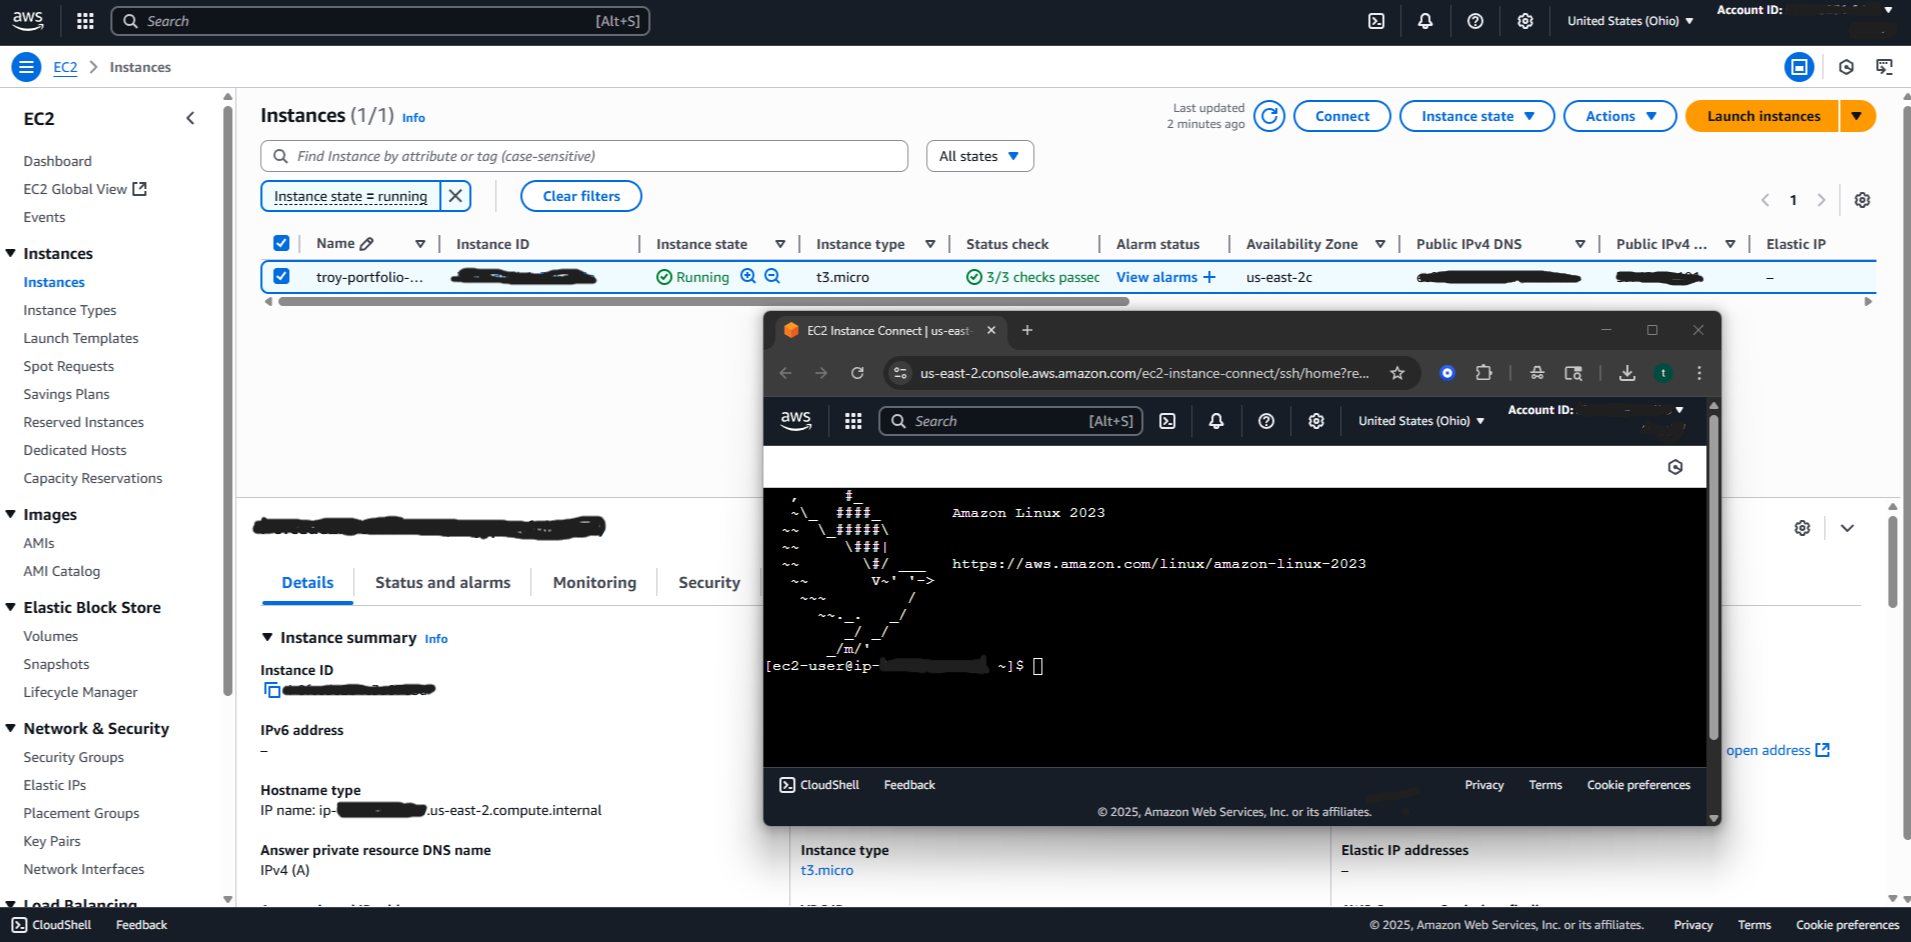 aws
Search [Alt+S]
United States (Ohio)
Account ID:
EC2 Instances
EC2
Dashboard
EC2 Global View
Events
Instances
Instances
Instance Types
Launch Templates
Spot Requests
Savings Plans
Reserved Instances
Dedicated Hosts
Capacity Reservations
Images
AMIs
AMI Catalog
Elastic Block Store
Volumes
Snapshots
Lifecycle Manager
Network & Security
Security Groups
Elastic IPs
Placement Groups
Key Pairs
Network Interfaces
Load Balancing
Instances (1/1) Info
Last updated
2 minutes ago
Connect
Instance state
Actions
Launch instances
Find Instance by attribute or tag (case-sensitive)
All states
Instance state = running
Clear filters
1
Name Instance ID Instance state Instance type Status check Alarm status Availability Zone Public IPv4 DNS Public IPv4 ... Elastic IP
troy-portfolio-... Running t3.micro 3/3 checks passec View alarms + us-east-2c –
Details Status and alarms Monitoring Security
Instance summary Info
Instance ID
IPv6 address
–
Hostname type
IP name: ip- .us-east-2.compute.internal
Answer private resource DNS name
IPv4 (A)
Instance type
t3.micro
Elastic IP addresses
–
open address
EC2 Instance Connect | us-east-
us-east-2.console.aws.amazon.com/ec2-instance-connect/ssh/home?re...
t
aws
Search [Alt+S]
United States (Ohio)
Account ID:
   ,     #_
   ~\_  ####_        Amazon Linux 2023
  ~~  \_#####\
  ~~     \###|
  ~~       \#/ ___   https://aws.amazon.com/linux/amazon-linux-2023
   ~~       V~' '->
    ~~~         /
      ~~._.   _/
         _/ _/
       _/m/'
[ec2-user@ip- ~]$
CloudShell Feedback
Privacy Terms Cookie preferences
© 2025, Amazon Web Services, Inc. or its affiliates.
CloudShell Feedback
© 2025, Amazon Web Services, Inc. or its affiliates. Privacy Terms Cookie preferences